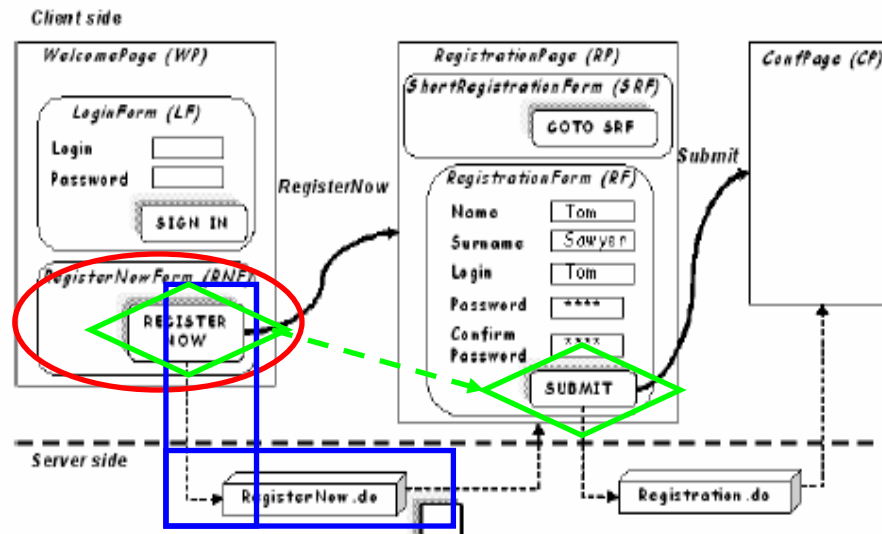 Client side
WelcomePage (WP)
LoginForm (LF)
Login
Password
SIGN IN
RegisterNowForm (RNF)
REGISTER
NOW
RegisterNow
RegistrationPage (RP)
ShortRegistrationForm (SRF)
GOTO SRF
RegistrationForm (RF)
Name Tom
Surname Sawyer
Login Tom
Password ****
Confirm
Password ****
SUBMIT
Submit
ConfPage (CP)
Server side
RegisterNow.do
Registration.do